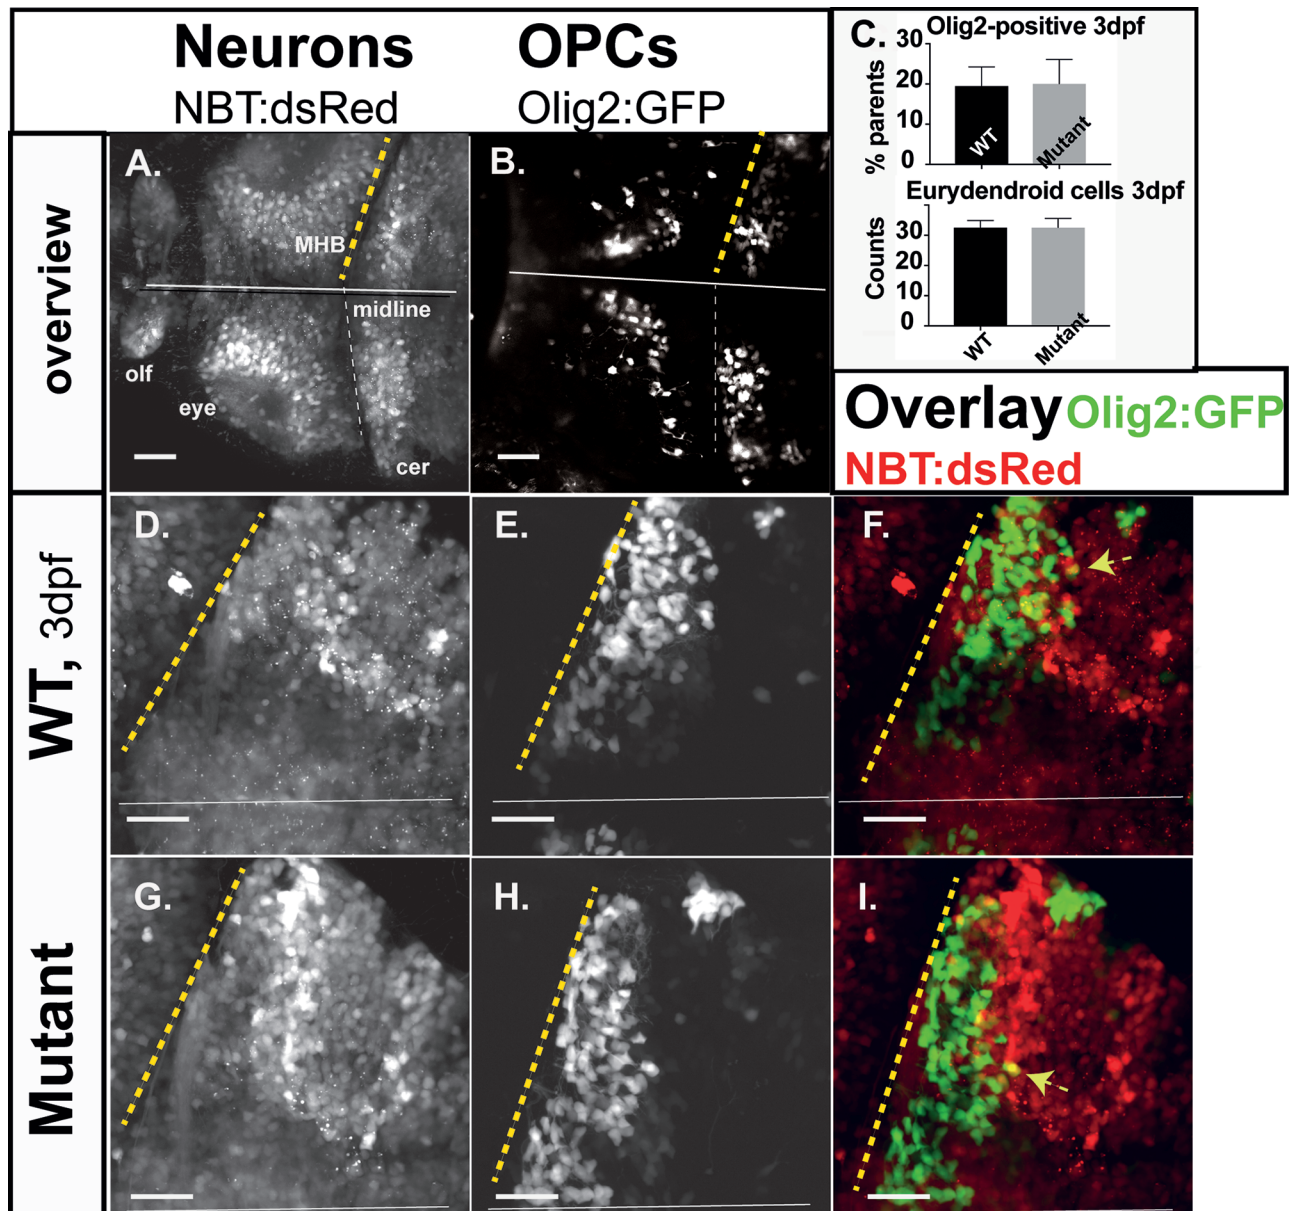 Neurons
NBT:dsRed
OPCs
Olig2:GFP
C.
Olig2-positive 3dpf
% parents
30
20
10
0
WT
Mutant
Eurydendroid cells 3dpf
Counts
30
20
10
0
WT
Mutant
overview
A.
MHB
midline
olf
eye
cer
B.
Overlay Olig2:GFP
NBT:dsRed
WT, 3dpf
D.
E.
F.
Mutant
G.
H.
I.